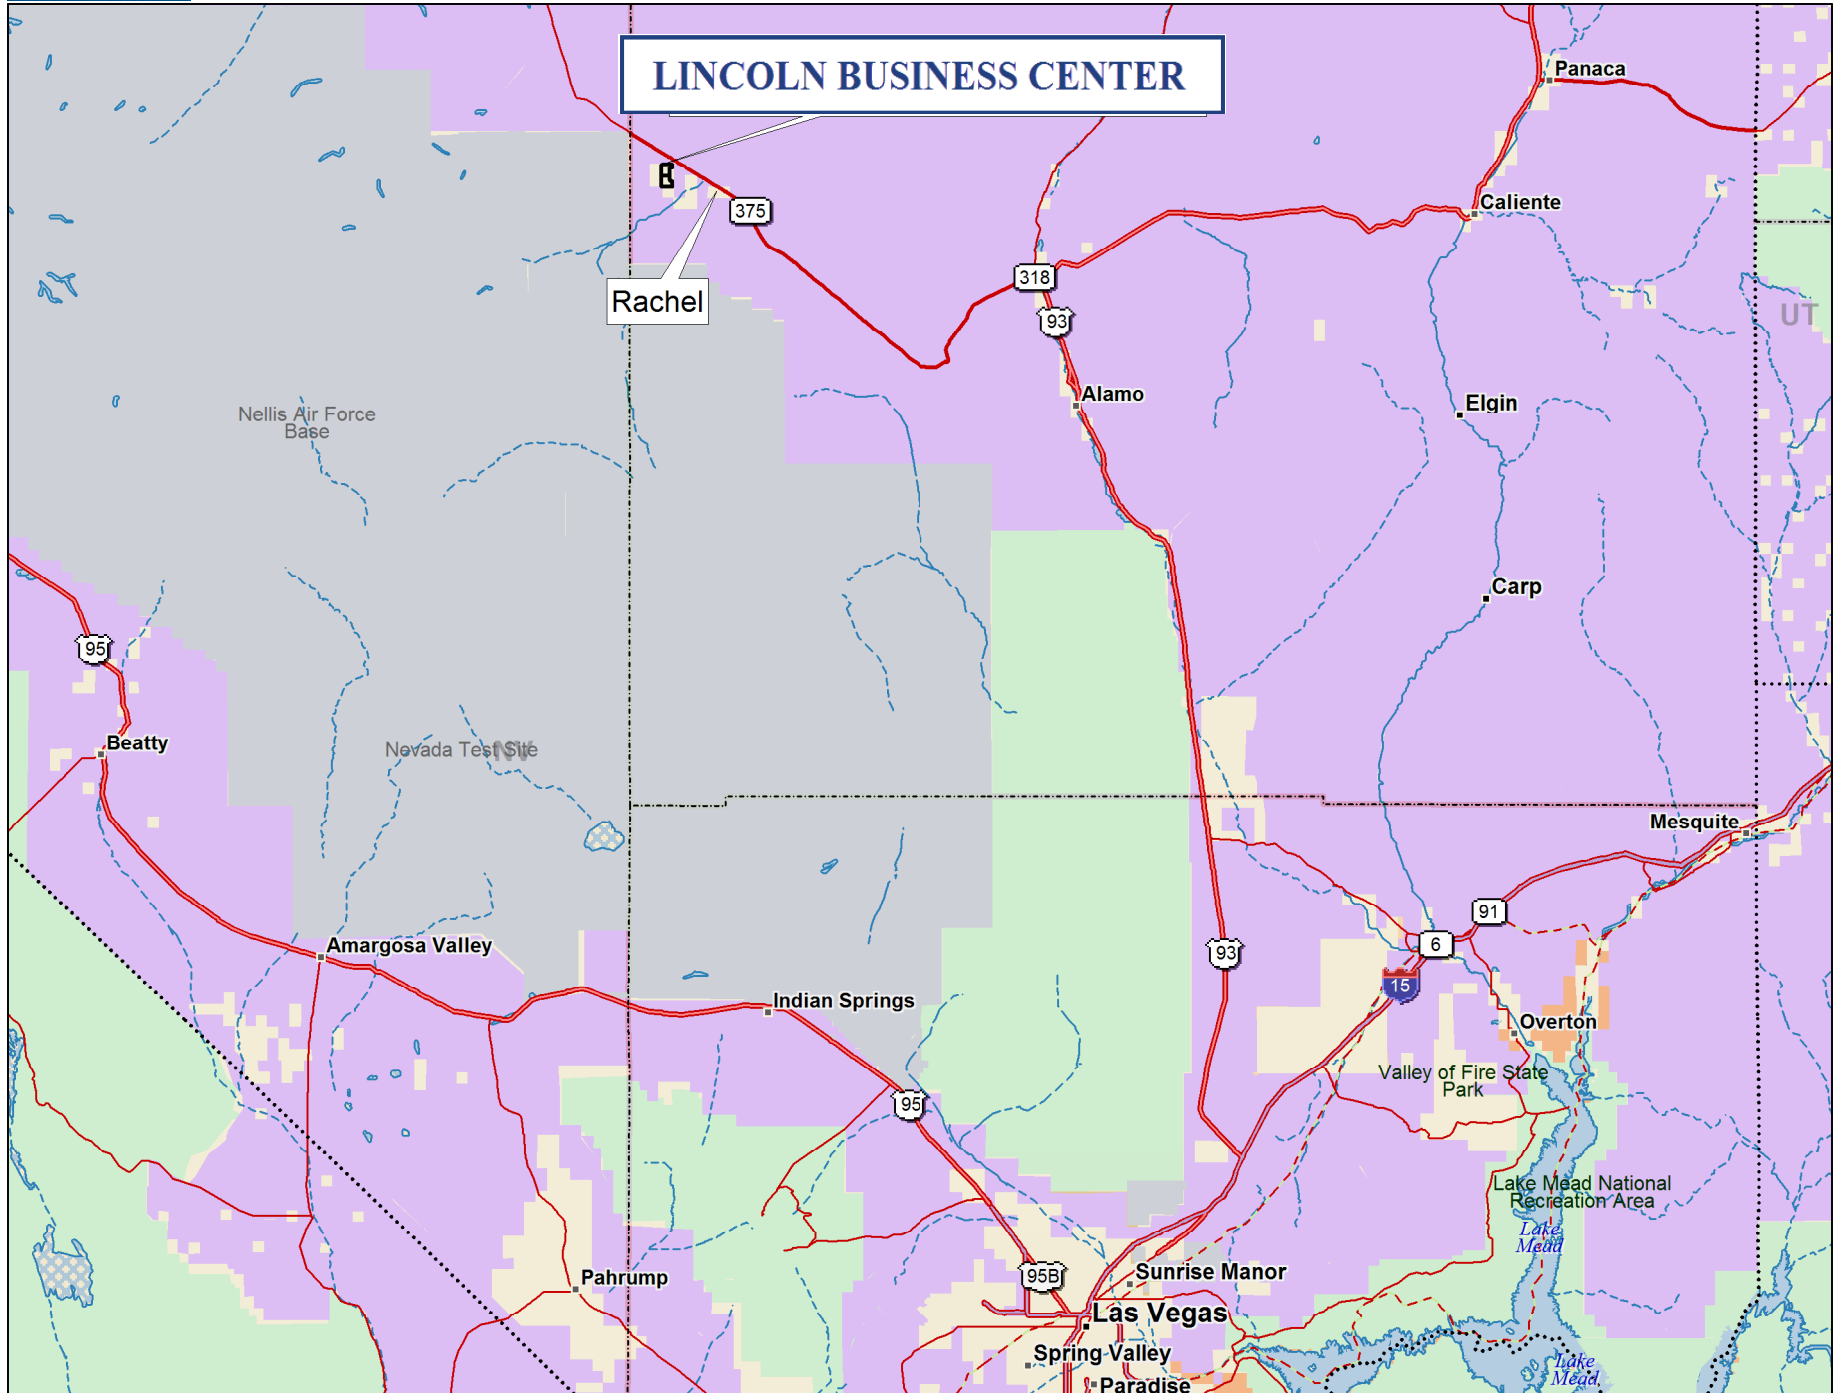 LINCOLN BUSINESS CENTER
Panaca
375
Caliente
318
Rachel
UT
93
Alamo
Elgin
Nellis Air Force
Base
Carp
95
Beatty
Nevada Test Site
NV
Mesquite
91
6
Amargosa Valley
93
15
Indian Springs
Overton
Valley of Fire State
Park
95
Lake Mead National
Recreation Area
Lake
Mead
95B
Pahrump
Sunrise Manor
Las Vegas
Spring Valley
Lake
Mead
Paradise